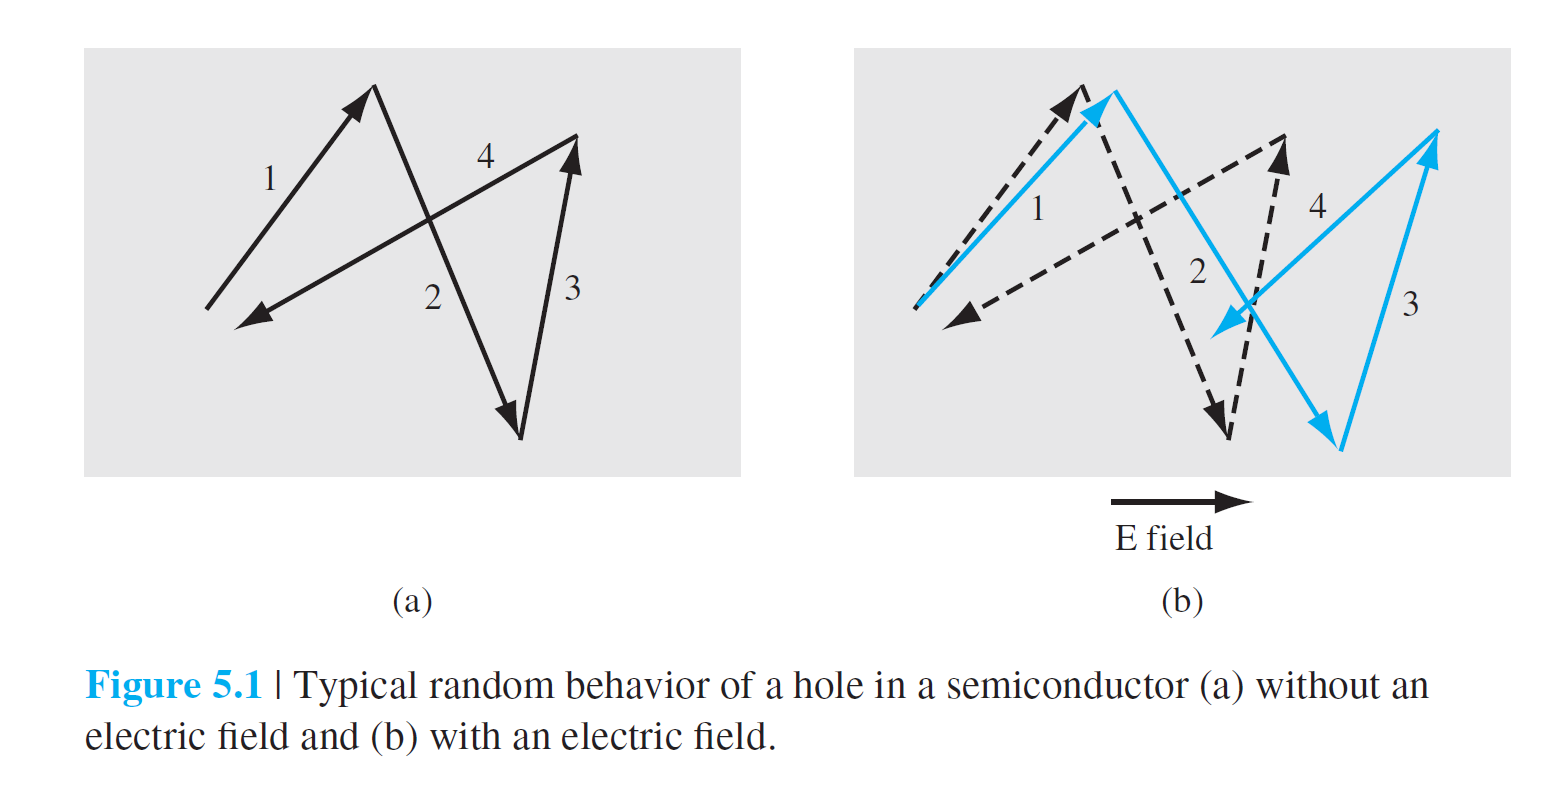 1
4
2
3
1
4
2
3
E field
(a)
(b)
Figure 5.1 | Typical random behavior of a hole in a semiconductor (a) without an
electric field and (b) with an electric field.